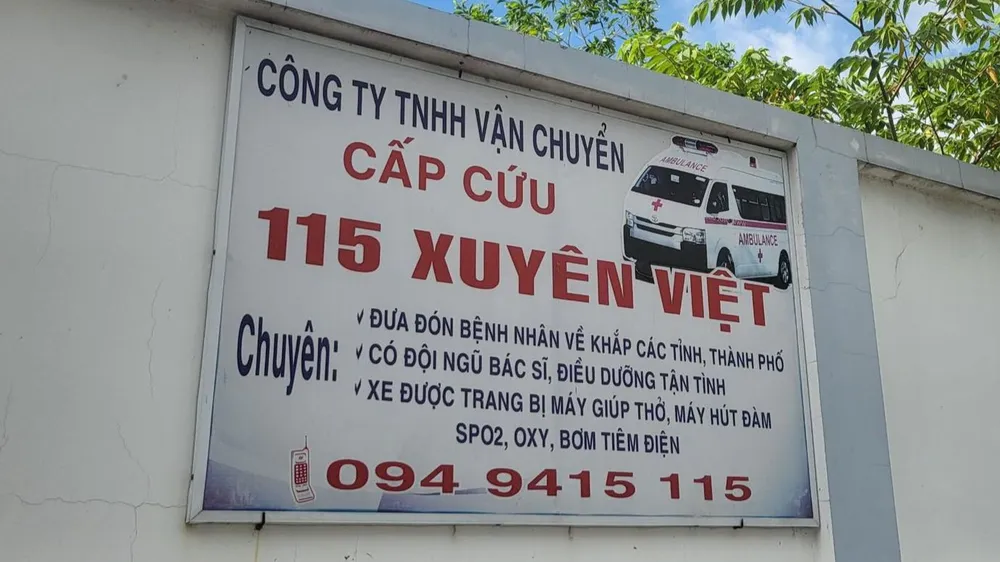 CÔNG TY TNHH VẬN CHUYỂN
CẤP CỨU
115 XUYÊN VIỆT
AMBULANCE
AMBULANCE
Chuyên:
✓ ĐƯA ĐÓN BỆNH NHÂN VỀ KHẮP CÁC TỈNH, THÀNH PHỐ
✓ CÓ ĐỘI NGŨ BÁC SĨ, ĐIỀU DƯỠNG TẬN TÌNH
✓ XE ĐƯỢC TRANG BỊ MÁY GIÚP THỞ, MÁY HÚT ĐÀM
SPO2, OXY, BƠM TIÊM ĐIỆN
094 9415 115